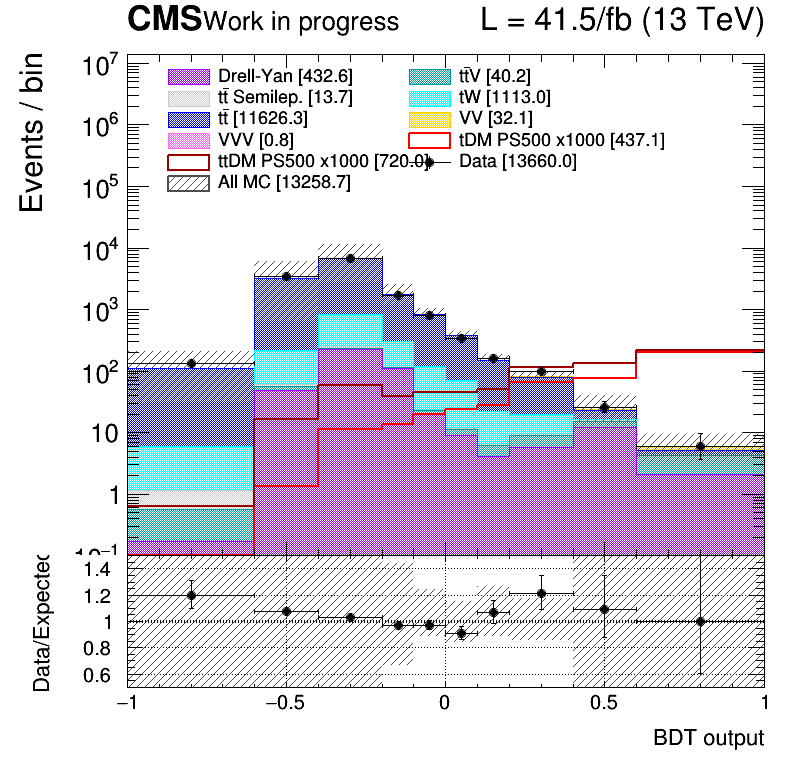 CMS Work in progress L = 41.5/fb (13 TeV)
Events / bin
10⁷
10⁶
10⁵
10⁴
10³
10²
10
1
10⁻¹
Drell-Yan [432.6] tt̄V [40.2]
tt̄ Semilep. [13.7] tW [1113.0]
tt̄ [11626.3] VV [32.1]
VVV [0.8] tDM PS500 x1000 [437.1]
ttDM PS500 x1000 [720.0] Data [13660.0]
All MC [13258.7]
Data/Expected
1.4
1.2
1
0.8
0.6
−1 −0.5 0 0.5 1
BDT output